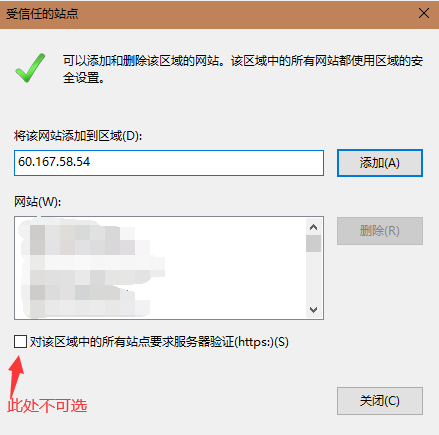 受信任的站点
可以添加和删除该区域的网站。该区域中的所有网站都使用区域的安
全设置。
将该网站添加到区域(D):
60.167.58.54
添加(A)
网站(W):
删除(R)
对该区域中的所有站点要求服务器验证(https:)(S)
此处不可选
关闭(C)